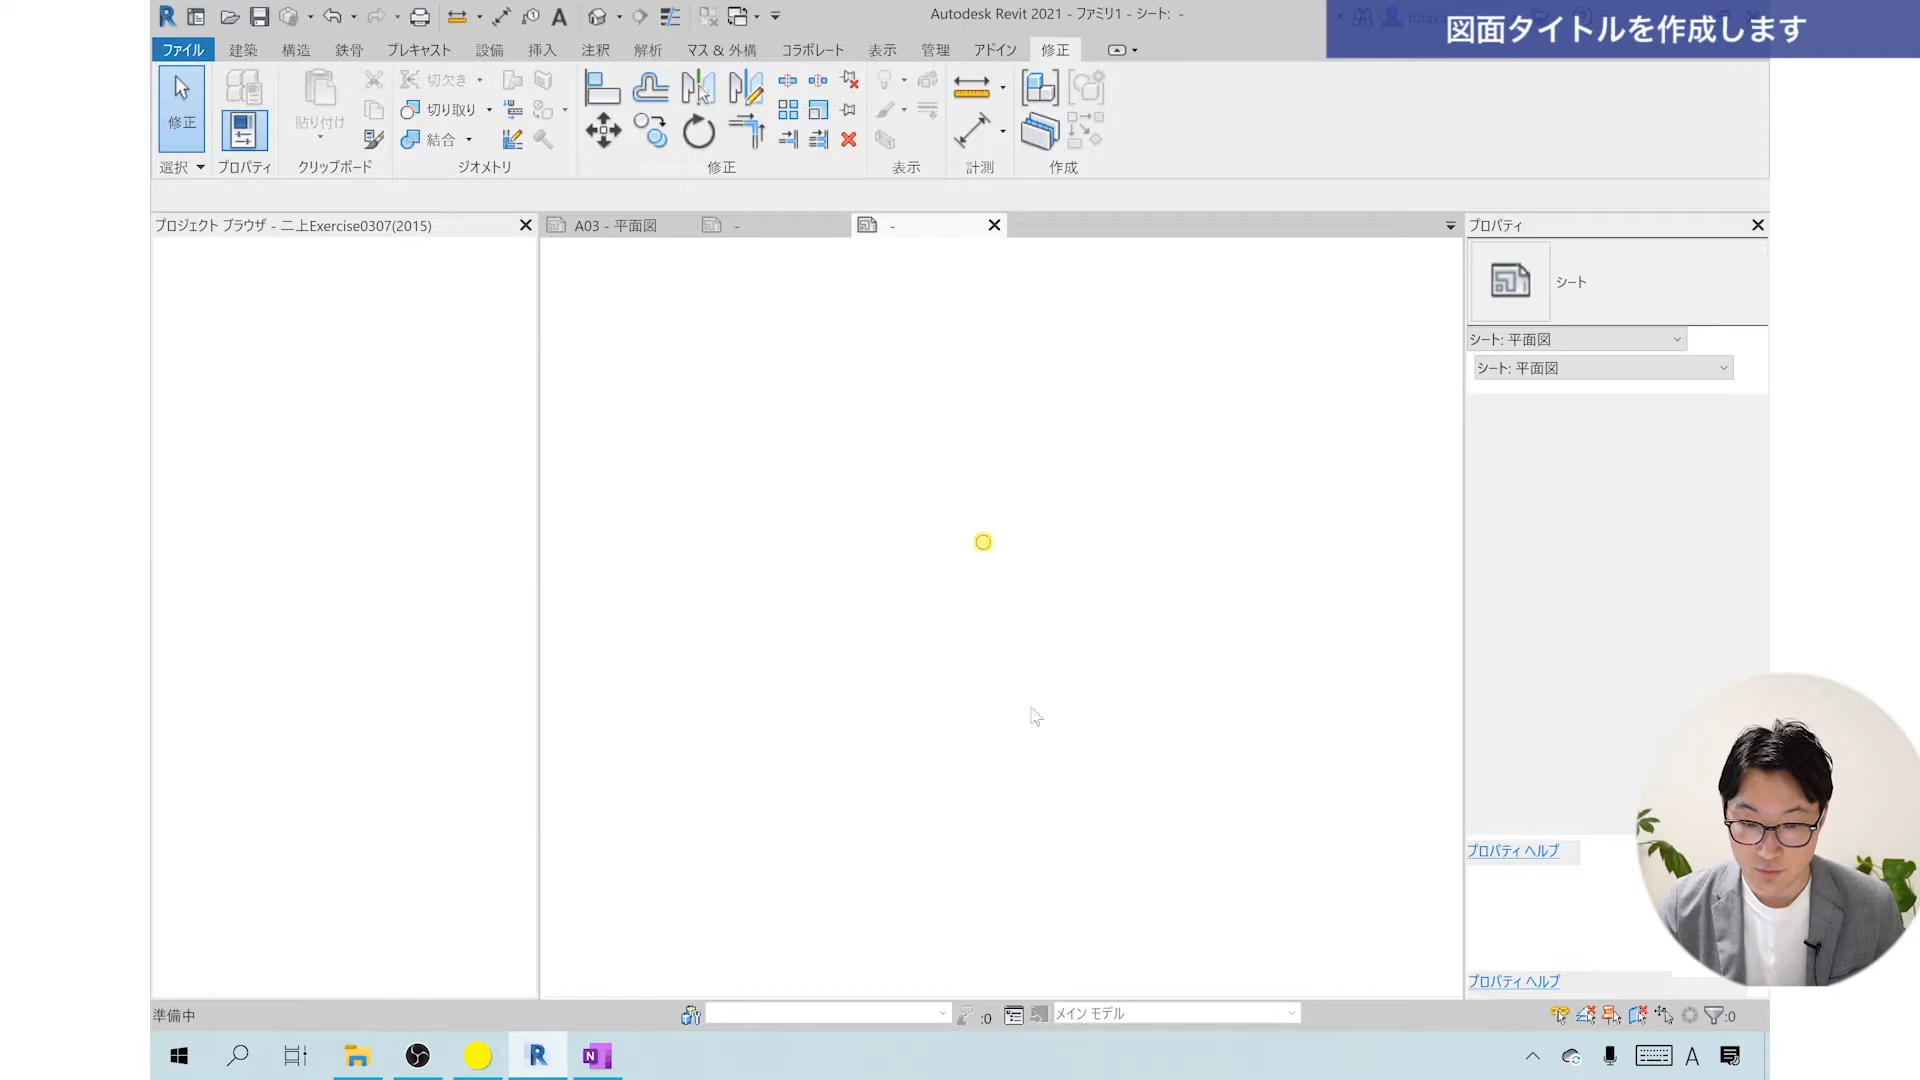 Autodesk Revit 2021 - ファミリ1 - シート: -
図面タイトルを作成します
ファイル 建築 構造 鉄骨 プレキャスト 設備 挿入 注釈 解析 マス & 外構 コラボレート 表示 管理 アドイン 修正
修正
貼り付け
切欠き
切り取り
結合
選択 プロパティ クリップボード ジオメトリ 修正 表示 計測 作成
プロジェクト ブラウザ - 二上Exercise0307(2015)
A03 - 平面図
-
-
プロパティ
シート
シート: 平面図
シート: 平面図
プロパティ ヘルプ
プロパティ ヘルプ
準備中
:0
メイン モデル
:0
A